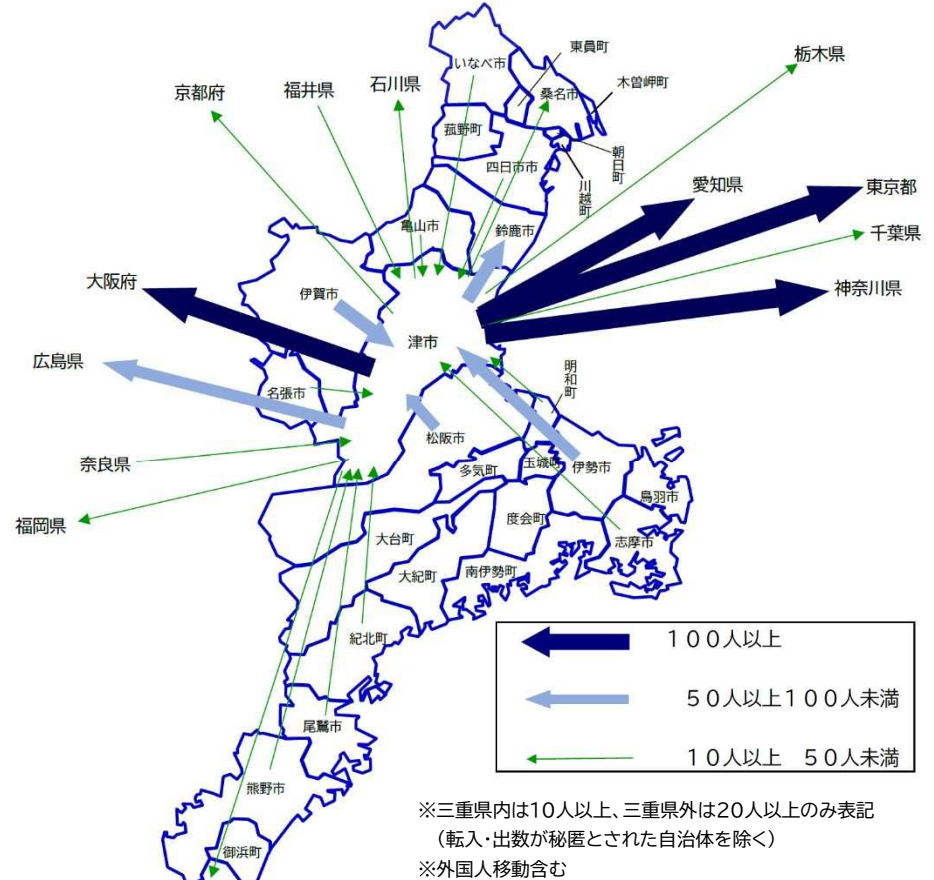 東員町
いなべ市
栃木県
京都府
福井県
石川県
桑名市
木曽岬町
菰野町
朝日町
四日市市
川越町
愛知県
東京都
亀山市
鈴鹿市
千葉県
大阪府
伊賀市
神奈川県
津市
広島県
明和町
名張市
松阪市
奈良県
多気町
玉城町
伊勢市
鳥羽市
福岡県
度会町
大台町
志摩市
大紀町
南伊勢町
紀北町
100人以上
50人以上100人未満
尾鷲市
10人以上 50人未満
熊野市
※三重県内は10人以上、三重県外は20人以上のみ表記
(転入・出数が秘匿とされた自治体を除く)
御浜町
※外国人移動含む